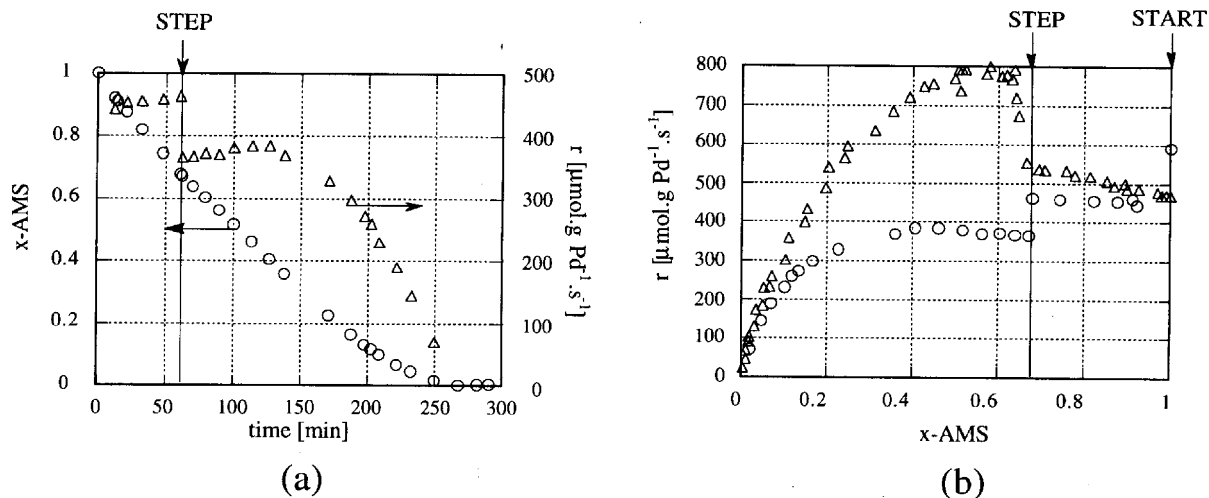 STEP
1
0.8
0.6
0.4
0.2
0
x-AMS
500
400
300
200
100
0
r [µmol.g Pd⁻¹.s⁻¹]
0 50 100 150 200 250 300
time [min]
(a)
STEP START
800
700
600
500
400
300
200
100
0
r [µmol.g Pd⁻¹.s⁻¹]
0 0.2 0.4 0.6 0.8 1
x-AMS
(b)